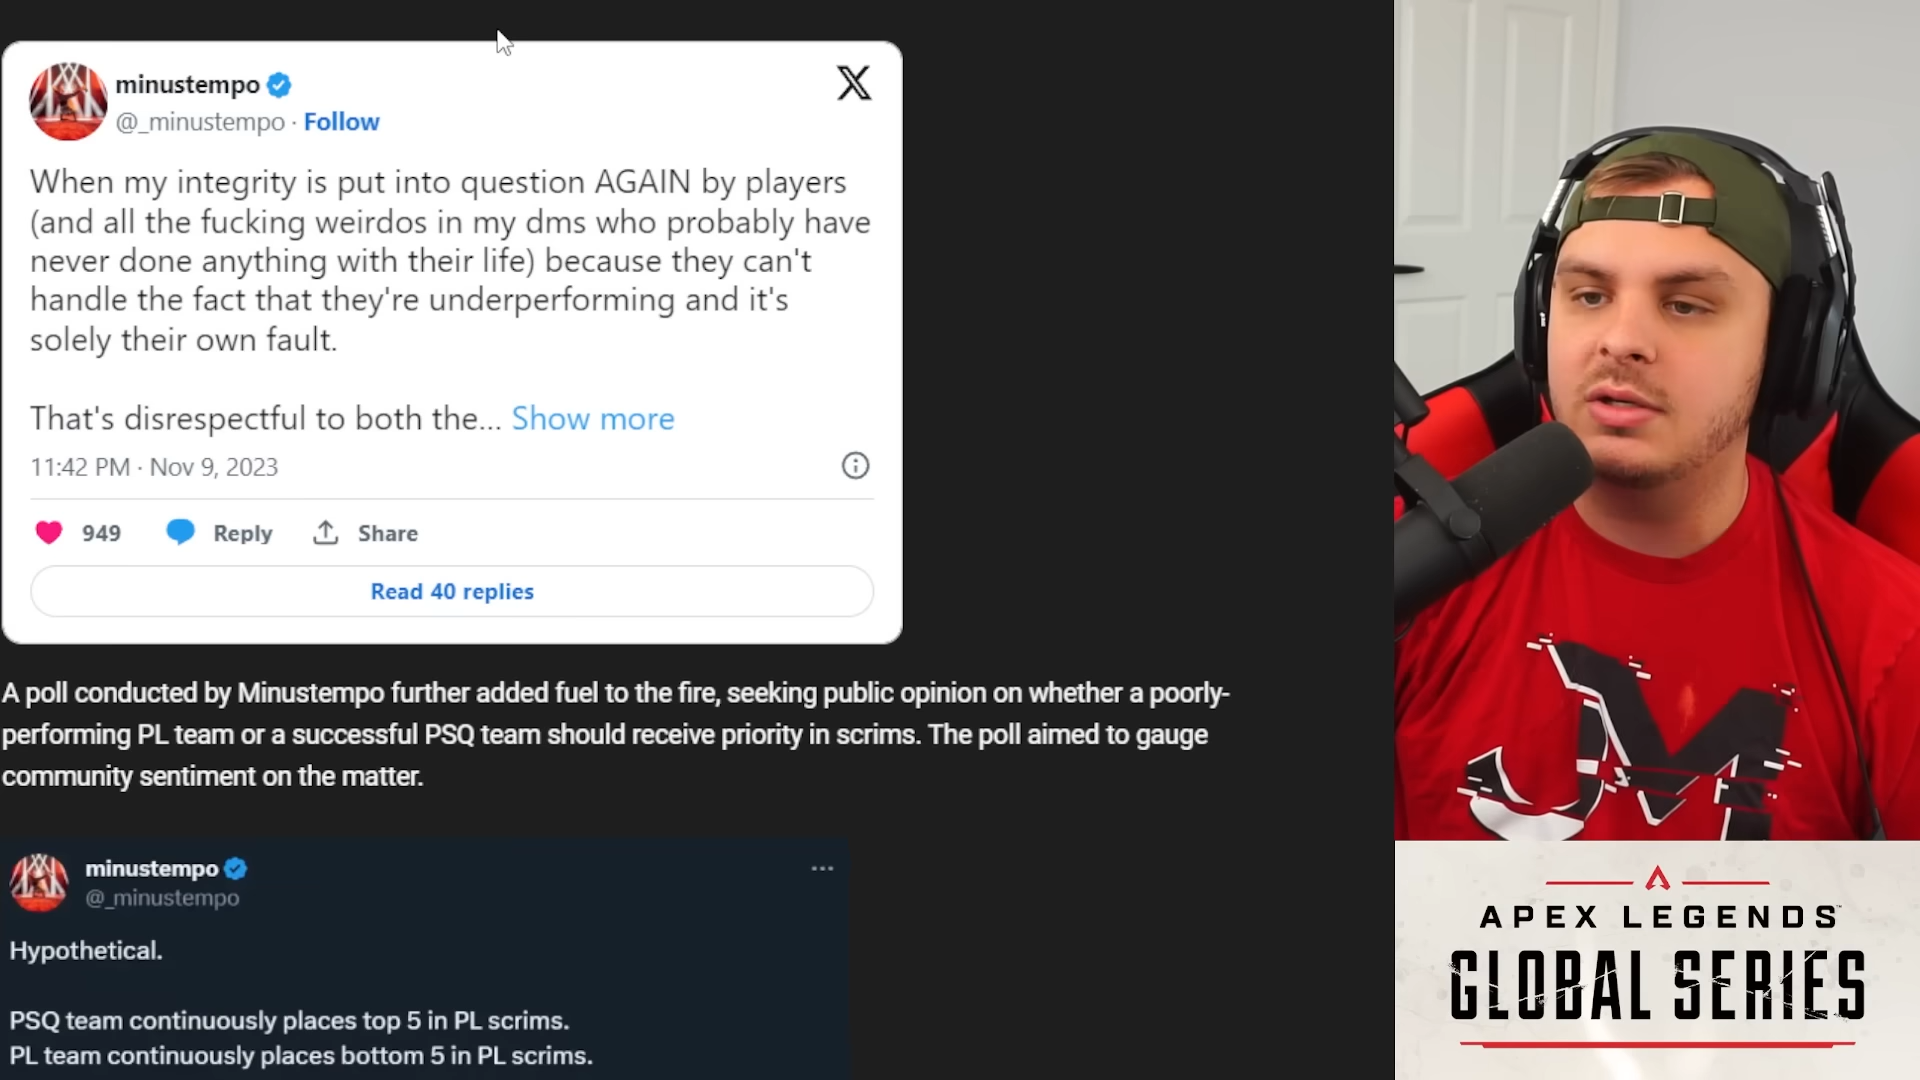 minustempo
@_minustempo · Follow
When my integrity is put into question AGAIN by players
(and all the fucking weirdos in my dms who probably have
never done anything with their life) because they can't
handle the fact that they're underperforming and it's
solely their own fault.
That's disrespectful to both the... Show more
11:42 PM · Nov 9, 2023
949 Reply Share
Read 40 replies
A poll conducted by Minustempo further added fuel to the fire, seeking public opinion on whether a poorly-
performing PL team or a successful PSQ team should receive priority in scrims. The poll aimed to gauge
community sentiment on the matter.
minustempo
@_minustempo
Hypothetical.
PSQ team continuously places top 5 in PL scrims.
PL team continuously places bottom 5 in PL scrims.
APEX LEGENDS
GLOBAL SERIES